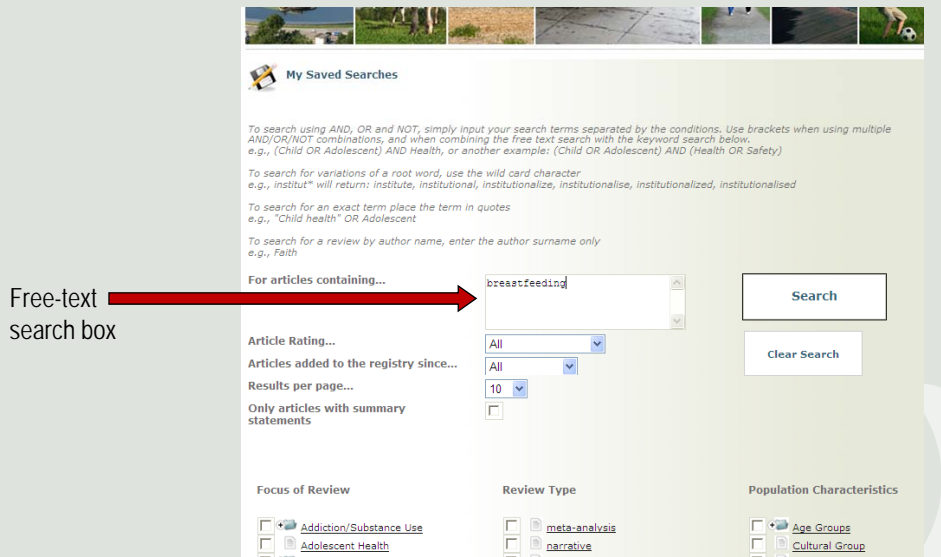 My Saved Searches
To search using AND, OR and NOT, simply input your search terms separated by the conditions. Use brackets when using multiple
AND/OR/NOT combinations, and when combining the free text search with the keyword search below.
e.g., (Child OR Adolescent) AND Health, or another example: (Child OR Adolescent) AND (Health OR Safety)
To search for variations of a root word, use the wild card character
e.g., institut* will return: institute, institutional, institutionalize, institutionalise, institutionalized, institutionalised
To search for an exact term place the term in quotes
e.g., "Child health" OR Adolescent
To search for a review by author name, enter the author surname only
e.g., Faith
Free-text
search box
For articles containing...
breastfeeding
Search
Article Rating...
All
Clear Search
Articles added to the registry since...
All
Results per page...
10
Only articles with summary
statements
Focus of Review
Review Type
Population Characteristics
Addiction/Substance Use
meta-analysis
Age Groups
Adolescent Health
narrative
Cultural Group